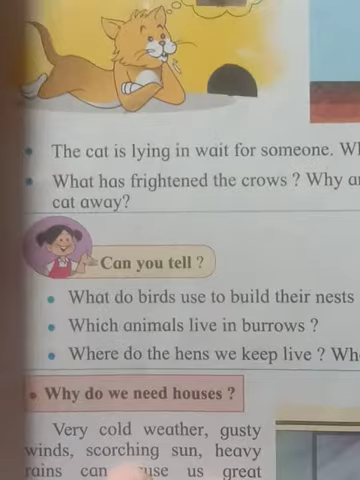 • The cat is lying in wait for someone.
• What has frightened the crows ? Why
cat away?
Can you tell ?
• What do birds use to build their nests
• Which animals live in burrows ?
• Where do the hens we keep live ?
• Why do we need houses ?
Very cold weather, gusty
winds, scorching sun, heavy
rains can us great